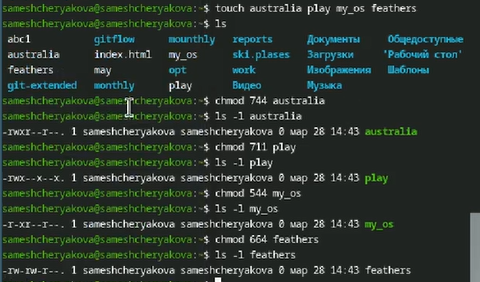 sameshcheryakova@sameshcheryakova:~$ touch australia play my_os feathers
sameshcheryakova@sameshcheryakova:~$ ls
abc1 gitflow mounthly reports Документы Общедоступные
australia index.html my_os ski.plases Загрузки 'Рабочий стол'
feathers may opt work Изображения Шаблоны
git-extended monthly play Видео Музыка
sameshcheryakova@sameshcheryakova:~$ chmod 744 australia
sameshcheryakova@sameshcheryakova:~$ ls -l australia
-rwxr--r--. 1 sameshcheryakova sameshcheryakova 0 мар 28 14:43 australia
sameshcheryakova@sameshcheryakova:~$ chmod 711 play
sameshcheryakova@sameshcheryakova:~$ ls -l play
-rwx--x--x. 1 sameshcheryakova sameshcheryakova 0 мар 28 14:43 play
sameshcheryakova@sameshcheryakova:~$ chmod 544 my_os
sameshcheryakova@sameshcheryakova:~$ ls -l my_os
-r-xr--r--. 1 sameshcheryakova sameshcheryakova 0 мар 28 14:43 my_os
sameshcheryakova@sameshcheryakova:~$ chmod 664 feathers
sameshcheryakova@sameshcheryakova:~$ ls -l feathers
-rw-rw-r--. 1 sameshcheryakova sameshcheryakova 0 мар 28 14:43 feathers